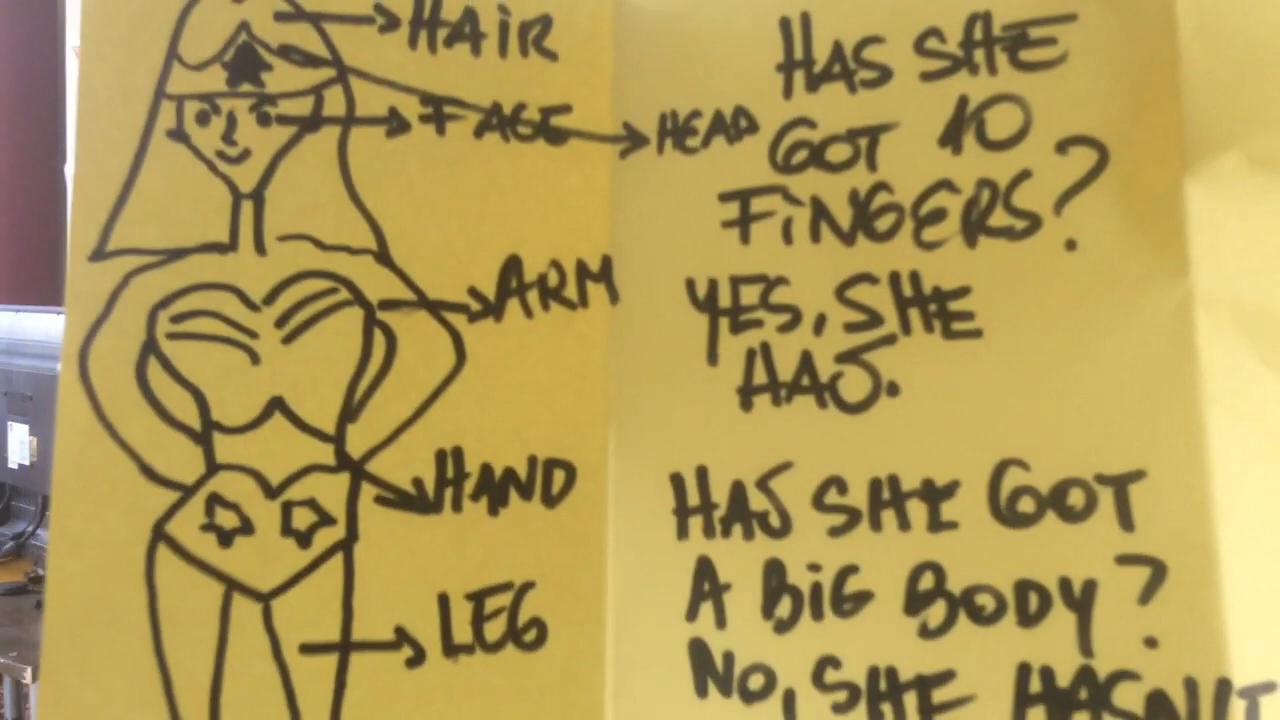 HAIR
FACE
HEAD
ARM
HAND
LEG
HAS SHE
GOT 10
FINGERS?
YES, SHE
HAS.
HAS SHE GOT
A BIG BODY?
NO, SHE HASN'T